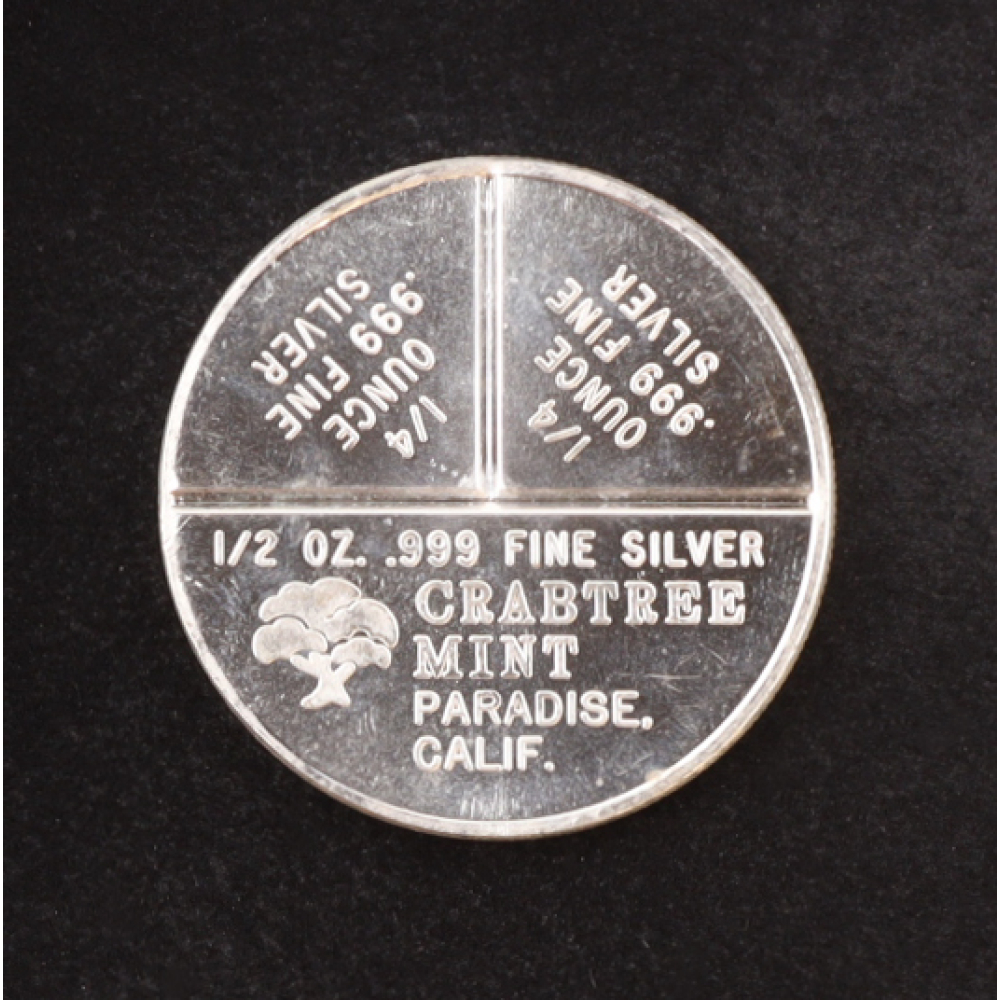 1/4
OUNCE
.999 FINE
SILVER
1/4
OUNCE
.999 FINE
SILVER
1/2 OZ. .999 FINE SILVER
CRABTREE
MINT
PARADISE,
CALIF.